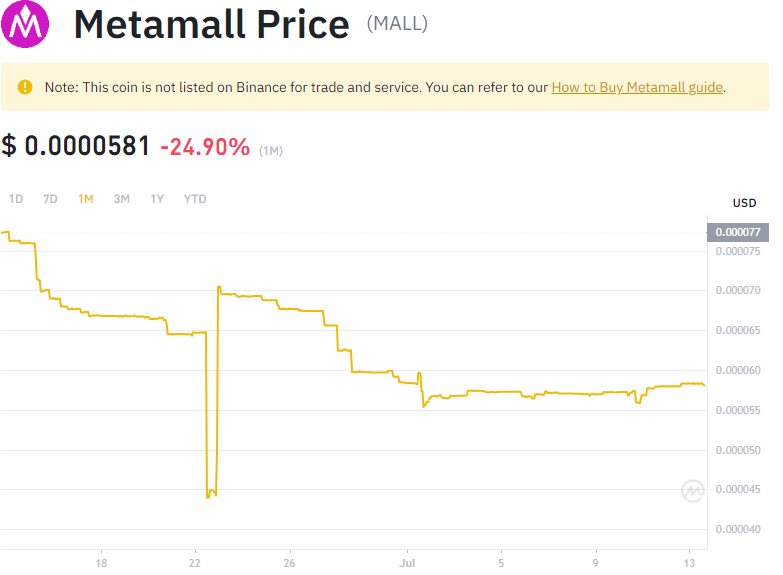 Metamall Price (MALL)
Note: This coin is not listed on Binance for trade and service. You can refer to our How to Buy Metamall guide.
$ 0.0000581 -24.90% (1M)
1D 7D 1M 3M 1Y YTD
USD
0.000077
0.000075
0.000070
0.000065
0.000060
0.000055
0.000050
0.000045
0.000040
18 22 26 Jul 5 9 13